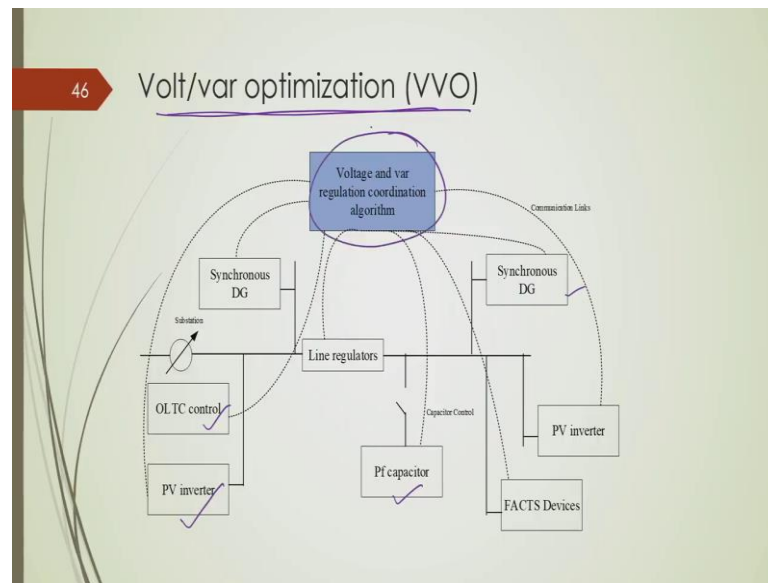 46
Volt/var optimization (VVO)
Voltage and var
regulation coordination
algorithm
Communication Links
Synchronous
DG
Synchronous
DG
Substation
Line regulators
OLTC control
Capacitor Control
PV inverter
Pf capacitor
PV inverter
FACTS Devices